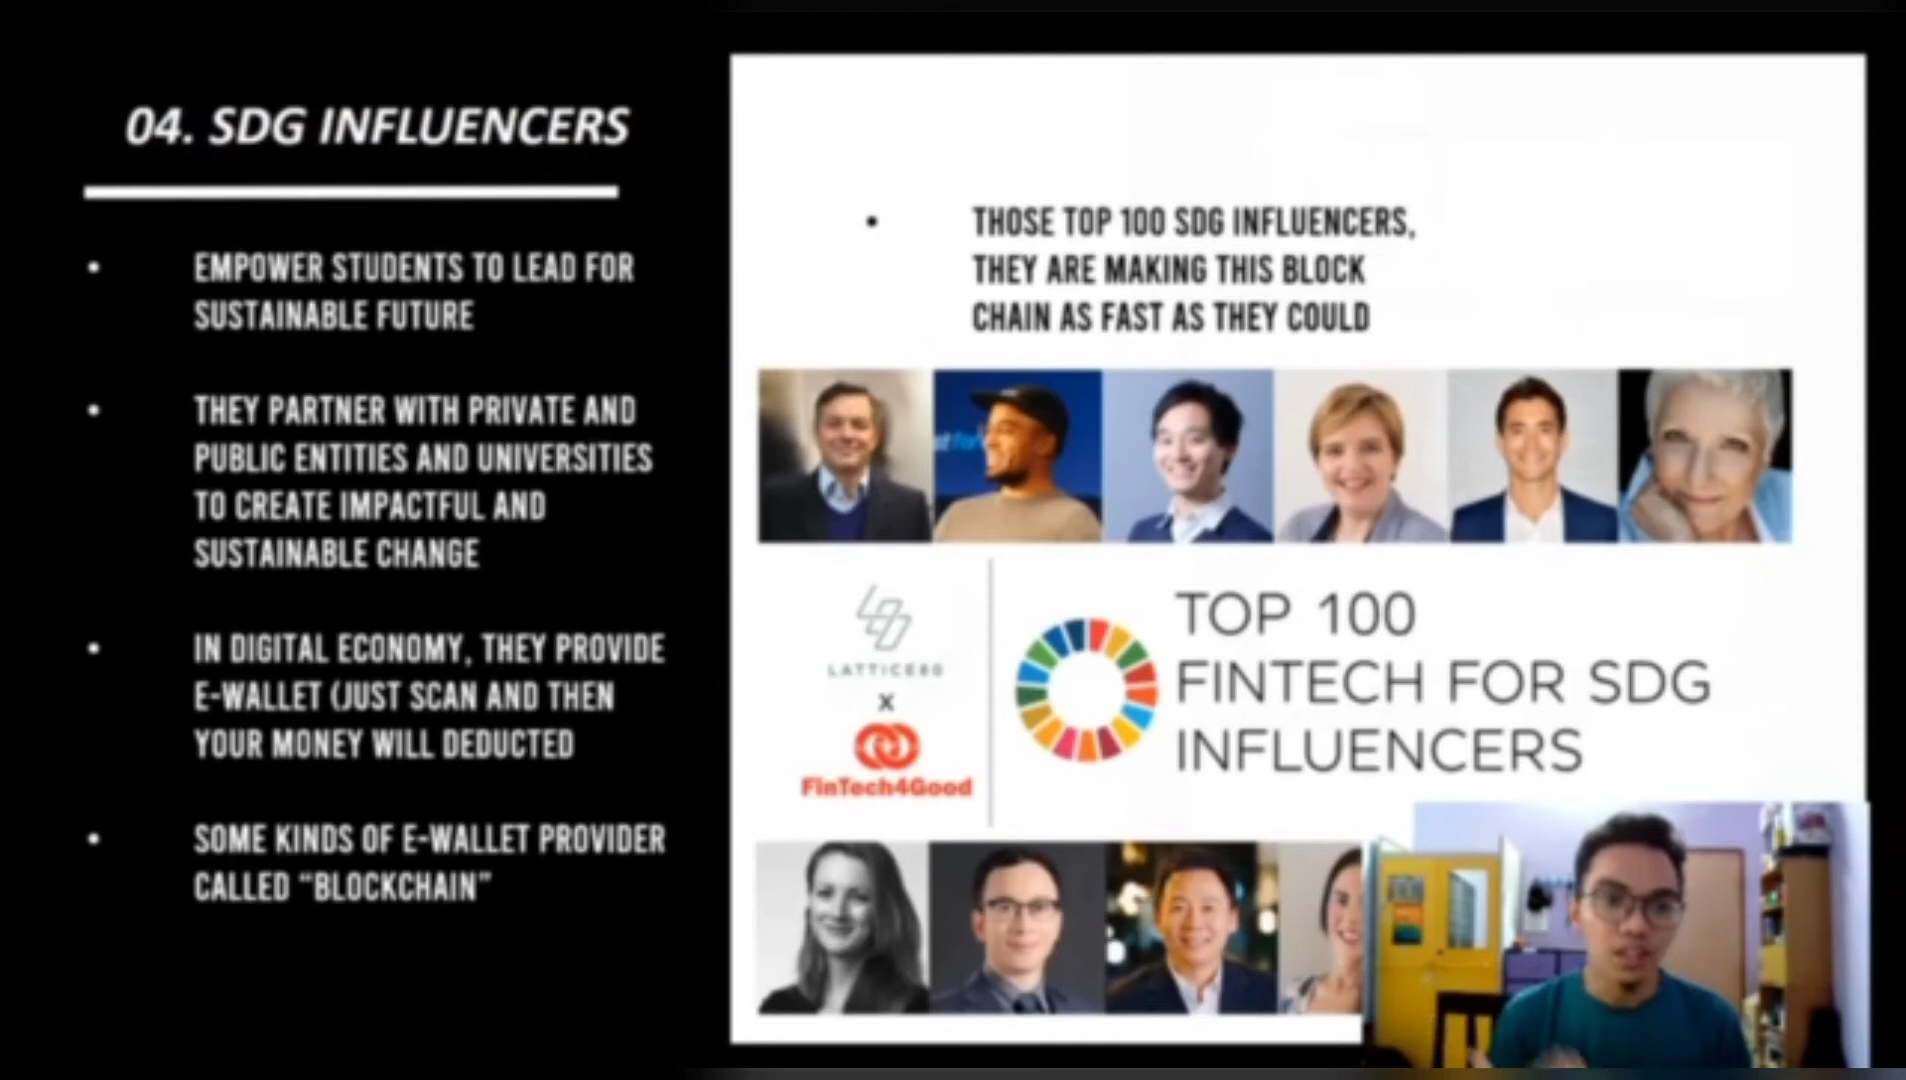 04. SDG INFLUENCERS
• EMPOWER STUDENTS TO LEAD FOR
SUSTAINABLE FUTURE
• THEY PARTNER WITH PRIVATE AND
PUBLIC ENTITIES AND UNIVERSITIES
TO CREATE IMPACTFUL AND
SUSTAINABLE CHANGE
• IN DIGITAL ECONOMY, THEY PROVIDE
E-WALLET (JUST SCAN AND THEN
YOUR MONEY WILL DEDUCTED
• SOME KINDS OF E-WALLET PROVIDER
CALLED “BLOCKCHAIN”
• THOSE TOP 100 SDG INFLUENCERS,
THEY ARE MAKING THIS BLOCK
CHAIN AS FAST AS THEY COULD
LATTICE80
X
FinTech4Good
TOP 100
FINTECH FOR SDG
INFLUENCERS